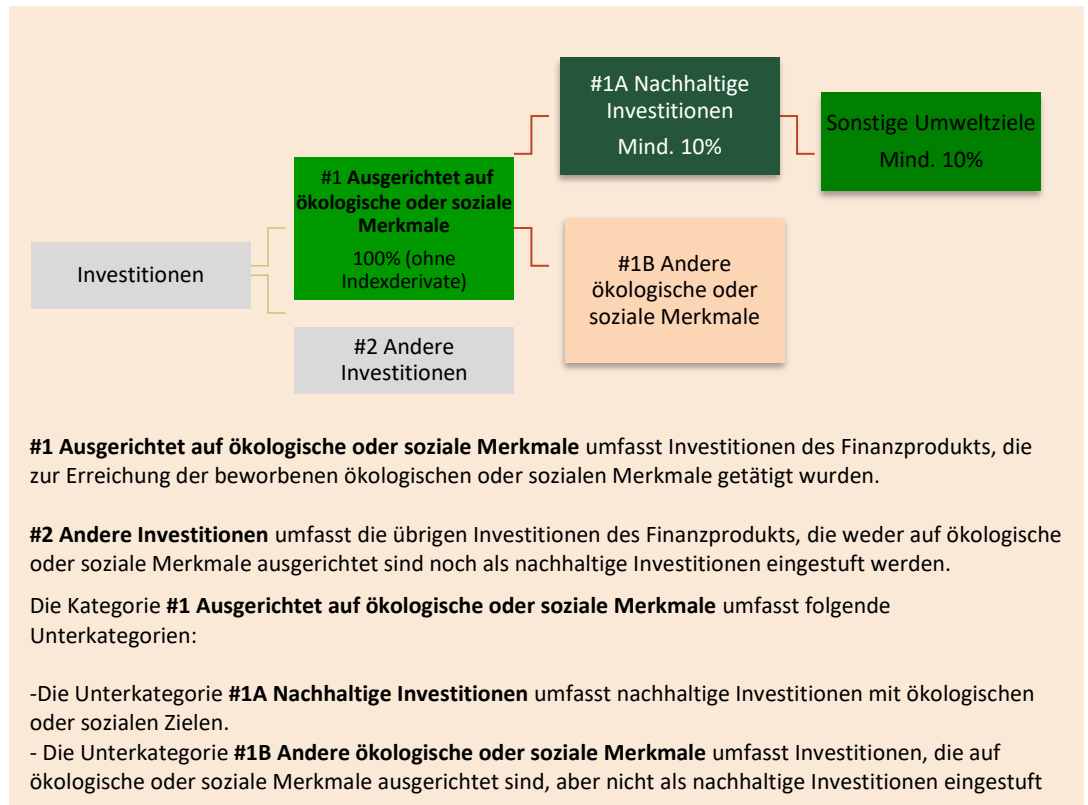 #1A Nachhaltige
Investitionen
Mind. 10%
Sonstige Umweltziele
Mind. 10%
#1 Ausgerichtet auf
ökologische oder soziale
Merkmale
100% (ohne
Indexderivate)
Investitionen
#1B Andere
ökologische oder
soziale Merkmale
#2 Andere
Investitionen
#1 Ausgerichtet auf ökologische oder soziale Merkmale umfasst Investitionen des Finanzprodukts, die
zur Erreichung der beworbenen ökologischen oder sozialen Merkmale getätigt wurden.
#2 Andere Investitionen umfasst die übrigen Investitionen des Finanzprodukts, die weder auf ökologische
oder soziale Merkmale ausgerichtet sind noch als nachhaltige Investitionen eingestuft werden.
Die Kategorie #1 Ausgerichtet auf ökologische oder soziale Merkmale umfasst folgende
Unterkategorien:
-Die Unterkategorie #1A Nachhaltige Investitionen umfasst nachhaltige Investitionen mit ökologischen
oder sozialen Zielen.
- Die Unterkategorie #1B Andere ökologische oder soziale Merkmale umfasst Investitionen, die auf
ökologische oder soziale Merkmale ausgerichtet sind, aber nicht als nachhaltige Investitionen eingestuft